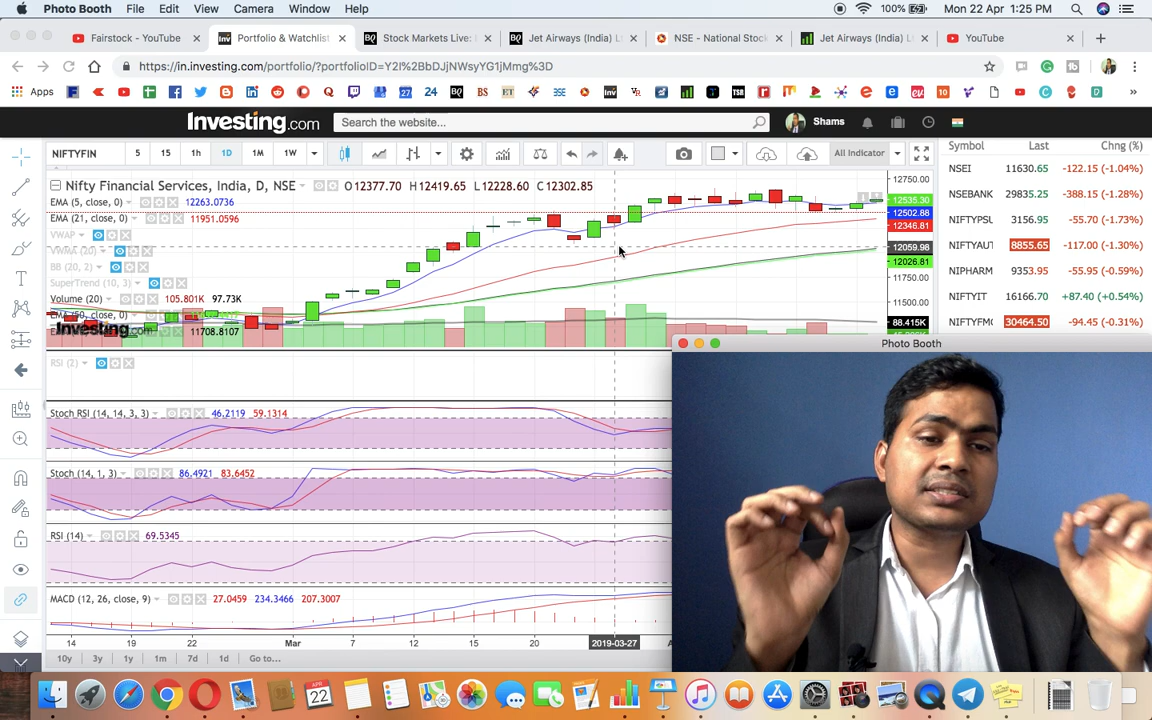 Photo Booth File Edit View Camera Window Help 100% Mon 22 Apr 1:25 PM
Fairstock - YouTube Portfolio & Watchlist Stock Markets Live: Jet Airways (India) Lt NSE - National Stock Jet Airways (India) L YouTube
https://in.investing.com/portfolio/?portfolioID=Y2I%2BbDJjNWsyYG1jMmg%3D
Apps
Investing.com Search the website... Shams
NIFTYFIN 5 15 1h 1D 1M 1W All Indicator
Symbol Last Chng (%)
Nifty Financial Services, India, D, NSE O12377.70 H12419.65 L12228.60 C12302.85
EMA (5, close, 0) 12263.0736
EMA (21, close, 0) 11951.0596
VWAP
VWMA (20)
BB (20, 2)
SuperTrend (10, 3)
Volume (20) 105.801K 97.73K
EMA (50, close, 0)
Investing.com 11708.8107
12750.00
12535.30
12502.88
12346.81
12059.98
12026.81
11750.00
11500.00
88.415K
NSEI 11630.65 -122.15 (-1.04%)
NSEBANK 29835.25 -388.15 (-1.28%)
NIFTYPSL 3156.95 -55.70 (-1.73%)
NIFTYAUT 8855.65 -117.00 (-1.30%)
NIPHARM 9353.95 -55.95 (-0.59%)
NIFTYIT 16166.70 +87.40 (+0.54%)
NIFTYFMC 30464.50 -94.45 (-0.31%)
Photo Booth
RSI (2)
Stoch RSI (14, 14, 3, 3) 46.2119 59.1314
Stoch (14, 1, 3) 86.4921 83.6452
RSI (14) 69.5345
MACD (12, 26, close, 9) 27.0459 234.3466 207.3007
14 19 22 Mar 7 12 15 20 2019-03-27
10y 3y 1y 1m 7d 1d Go to...
APR
22